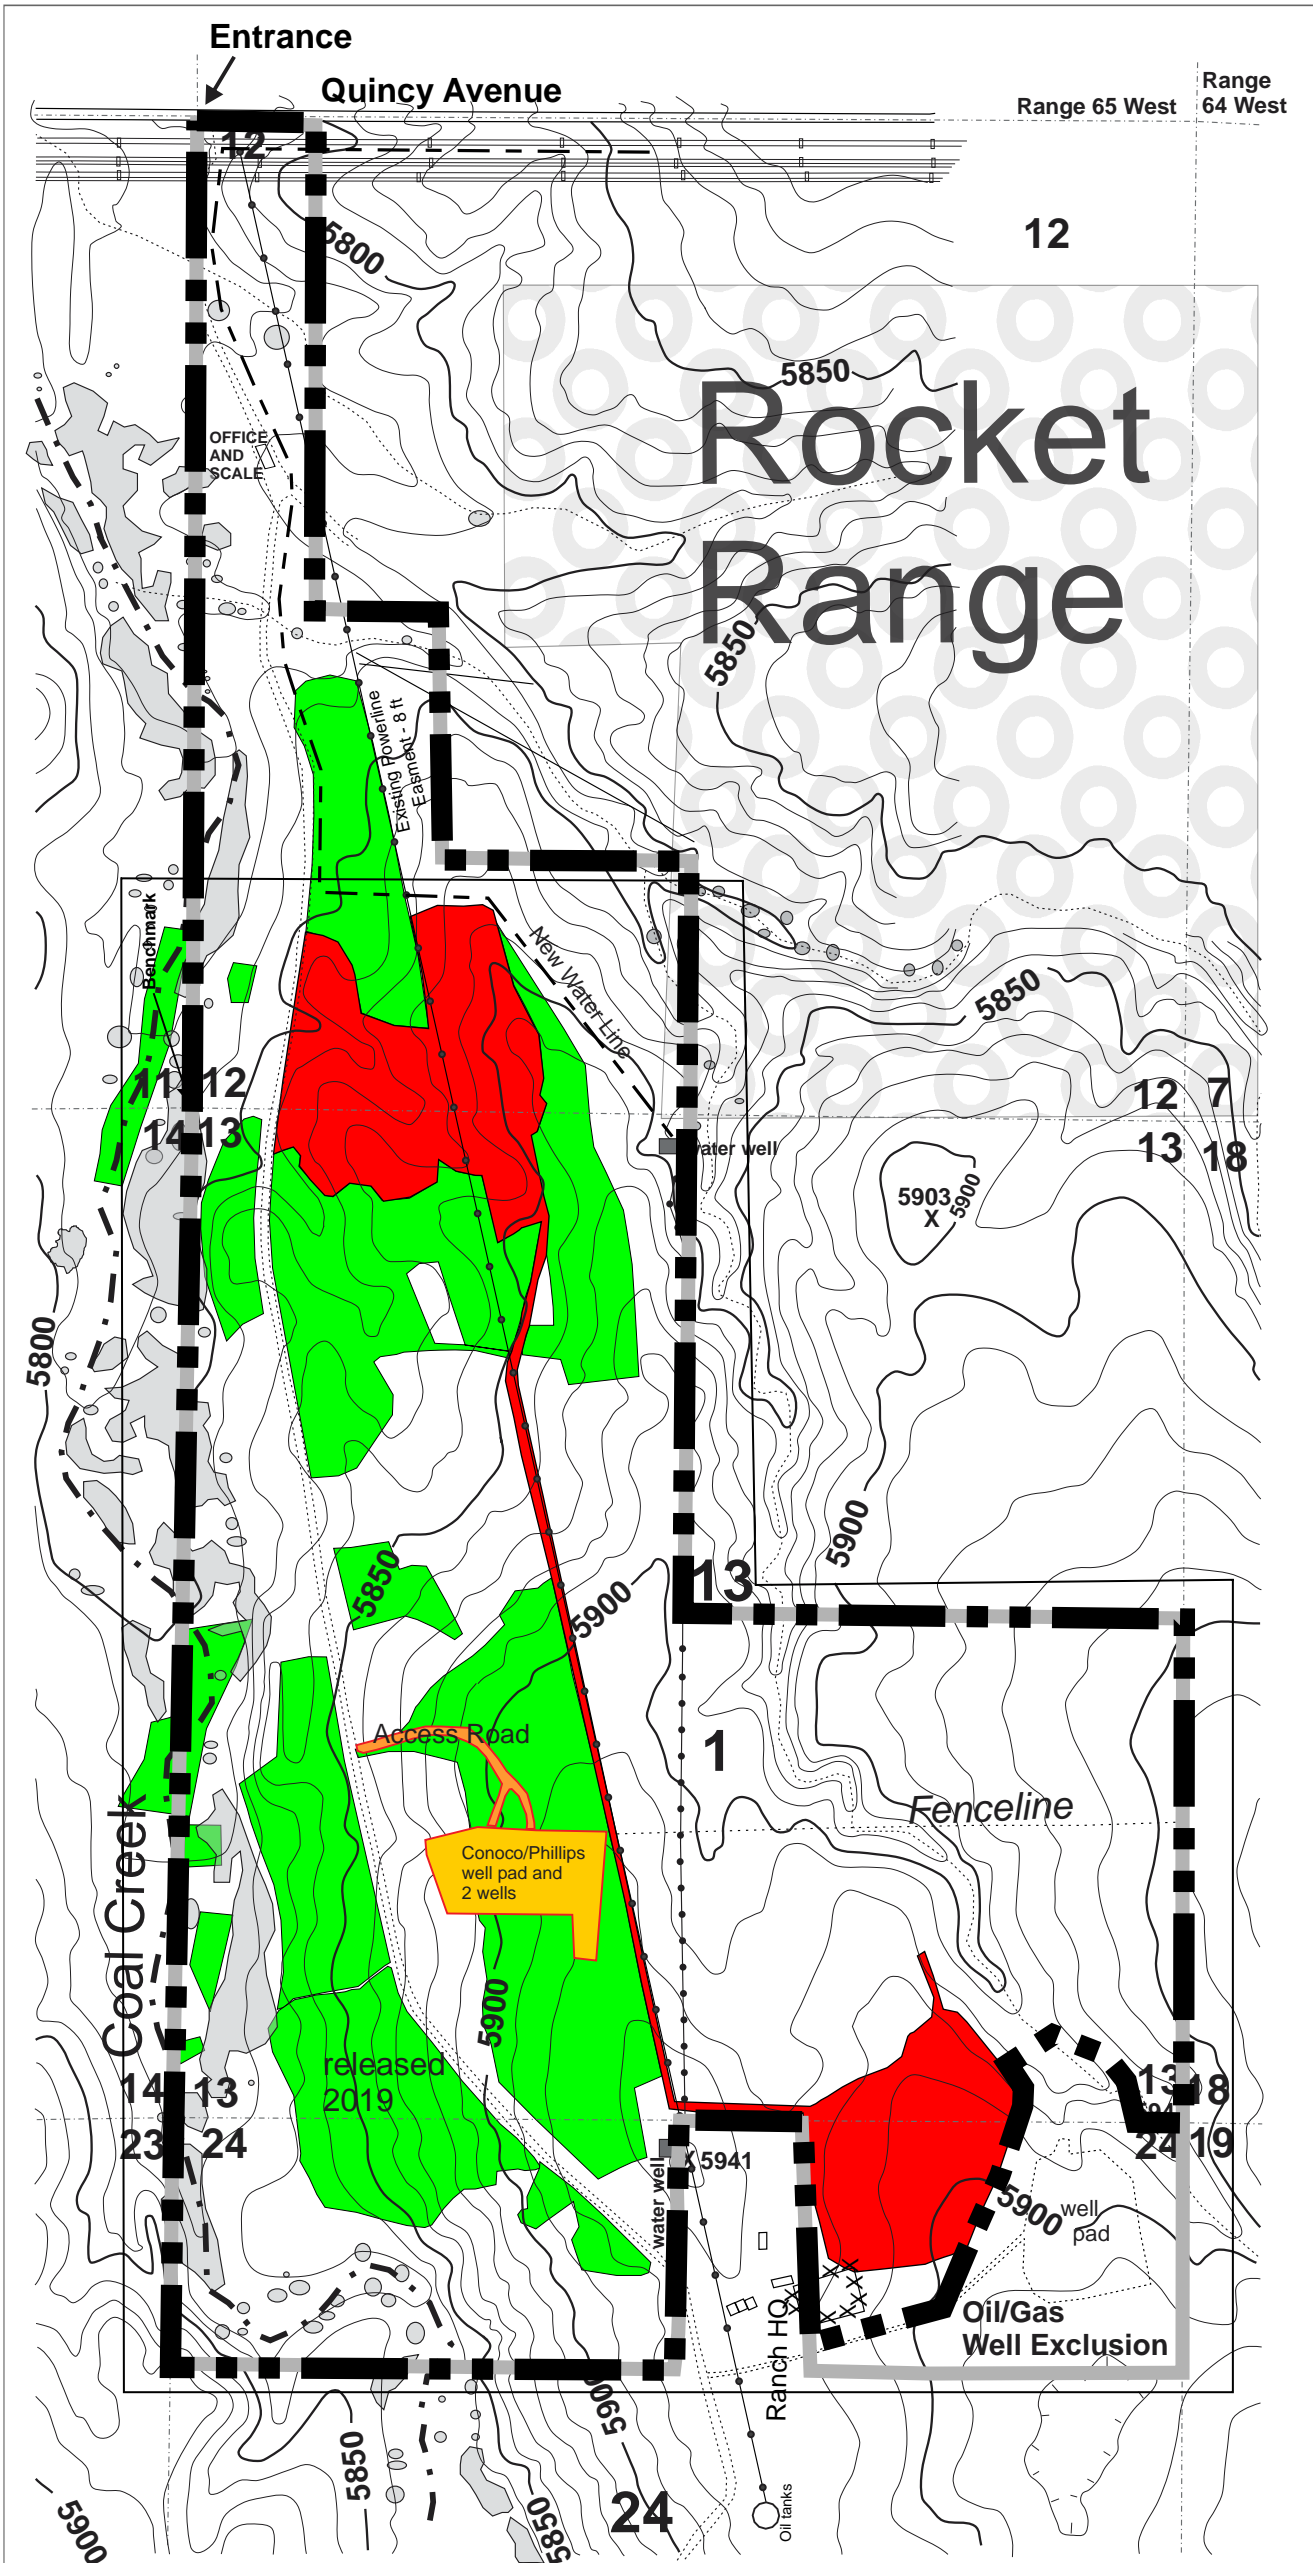 Entrance
Quincy Avenue
Range 65 West
Range
64 West
12
12
5800
5850
Rocket
Range
OFFICE
AND
SCALE
5850
Existing Powerline
Easment - 8 ft
Benchmark
New Water Line
5850
11 12
14 13
12 7
13 18
water well
5903
X
5900
5800
5900
13
5850
5900
1
Access Road
Fenceline
Conoco/Phillips
well pad and
2 wells
Coal Creek
5900
released
2019
14 13
23 24
13 18
24 19
X 5941
water well
5900
well
pad
Oil/Gas
Well Exclusion
Ranch HQ
5900
5850
24
5850
Oil tanks
5900